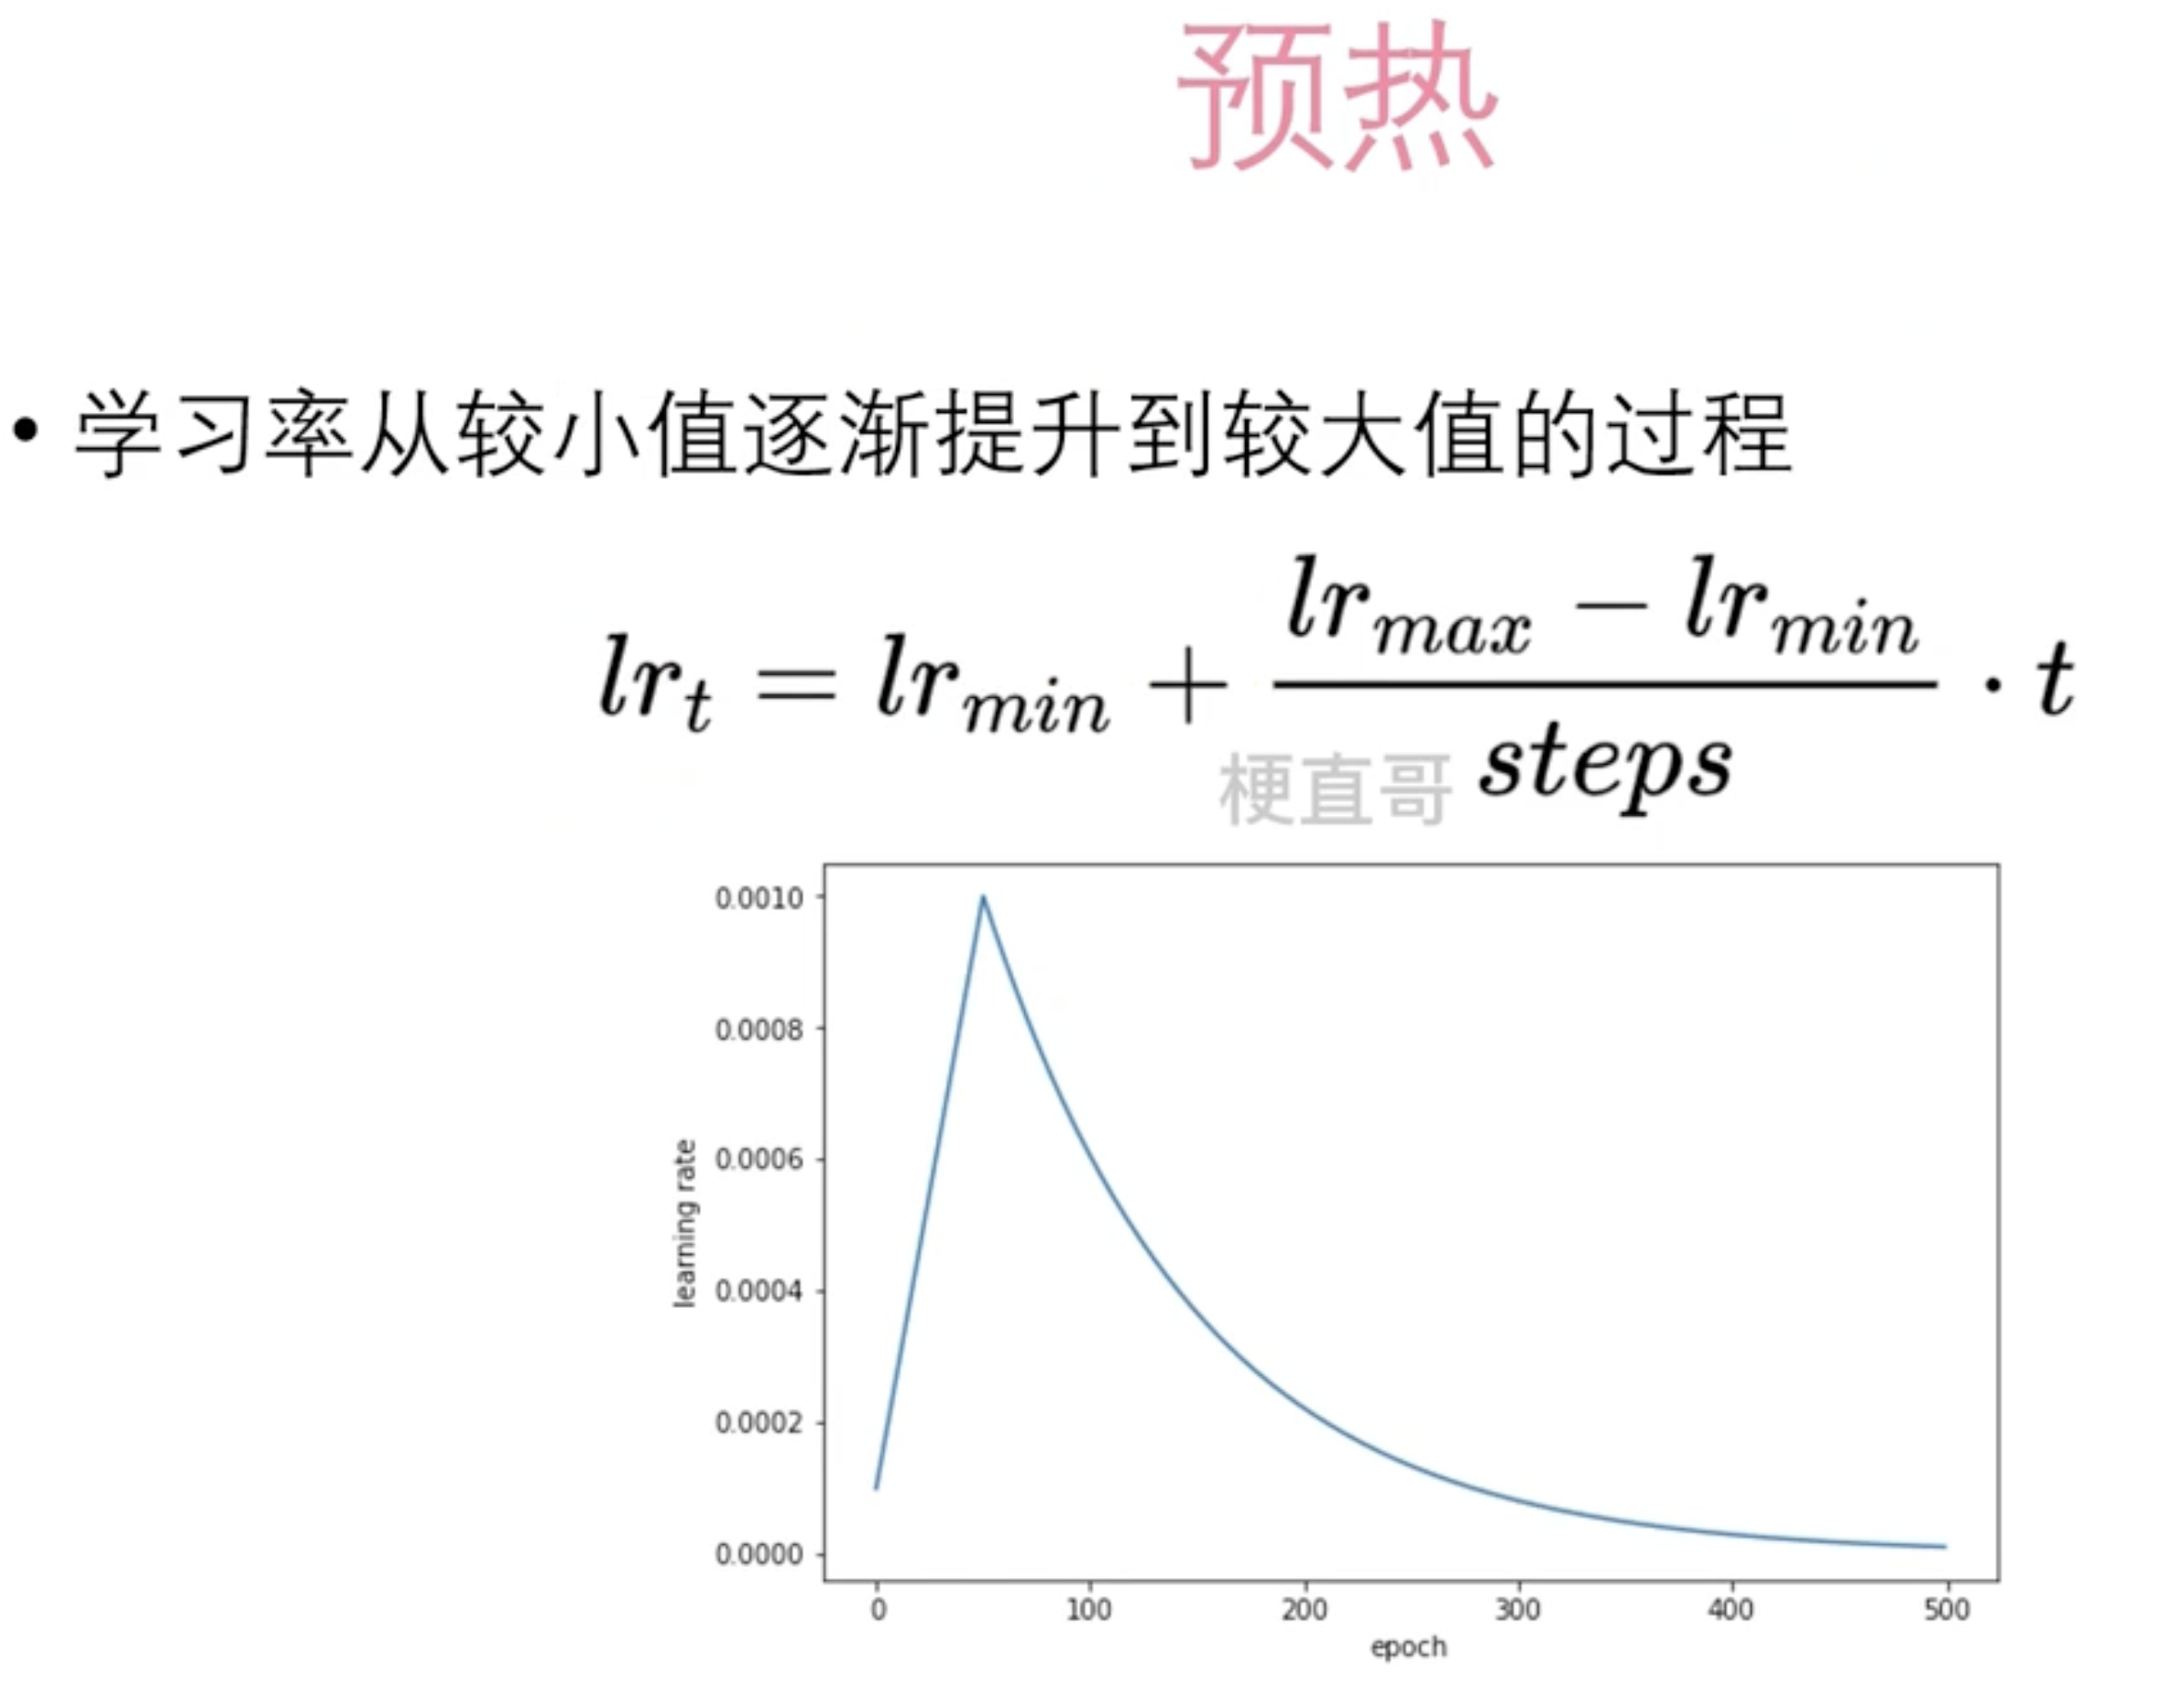 预热
• 学习率从较小值逐渐提升到较大值的过程
lr_t = lr_{min} + \frac{lr_{max} - lr_{min}}{steps} \cdot t
梗直哥
0.0010
0.0008
0.0006
0.0004
0.0002
0.0000
learning rate
0 100 200 300 400 500
epoch